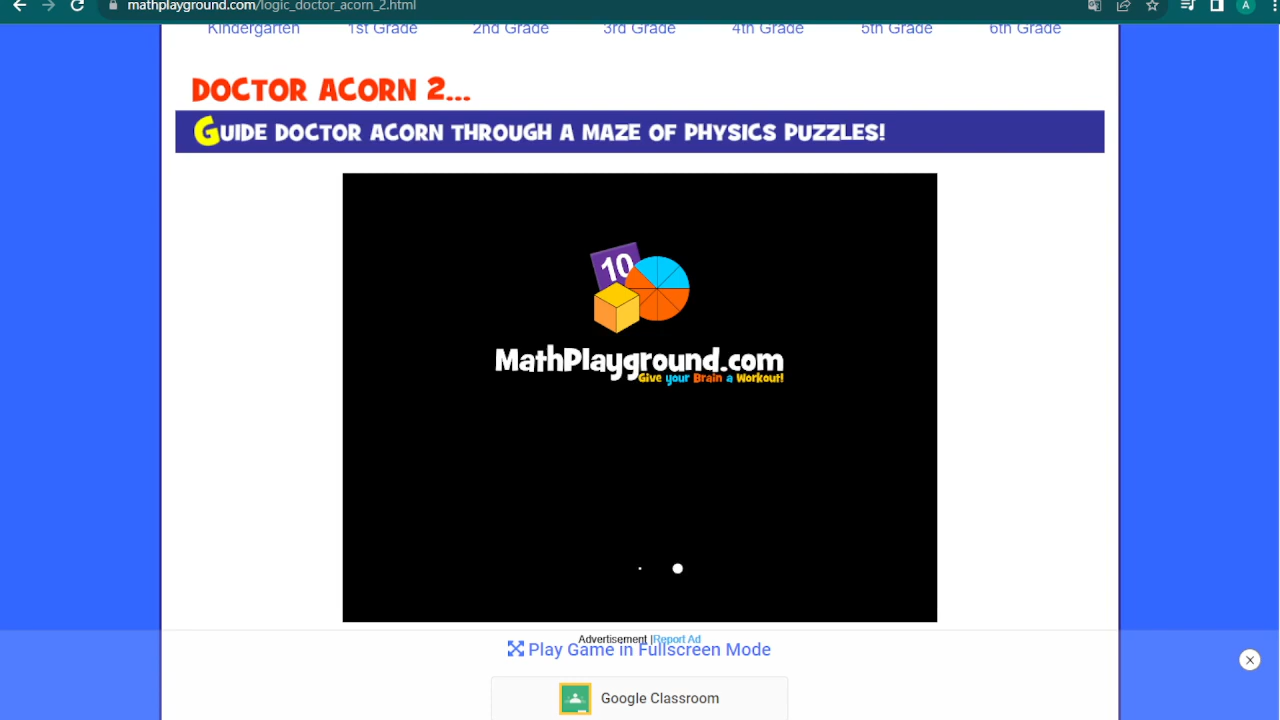 mathplayground.com/logic_doctor_acorn_2.html
A
Kindergarten 1st Grade 2nd Grade 3rd Grade 4th Grade 5th Grade 6th Grade
DOCTOR ACORN 2...
GUIDE DOCTOR ACORN THROUGH A MAZE OF PHYSICS PUZZLES!
10
MathPlayground.com
Give your Brain a Workout!
Advertisement |Report Ad
Play Game in Fullscreen Mode
Google Classroom